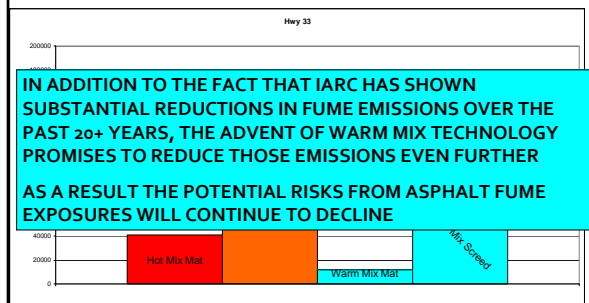 Hwy 33
200000
IN ADDITION TO THE FACT THAT IARC HAS SHOWN
SUBSTANTIAL REDUCTIONS IN FUME EMISSIONS OVER THE
PAST 20+ YEARS, THE ADVENT OF WARM MIX TECHNOLOGY
PROMISES TO REDUCE THOSE EMISSIONS EVEN FURTHER
AS A RESULT THE POTENTIAL RISKS FROM ASPHALT FUME
EXPOSURES WILL CONTINUE TO DECLINE
40000
20000
0
Hot Mix Mat
Warm Mix Mat
Mix Screed